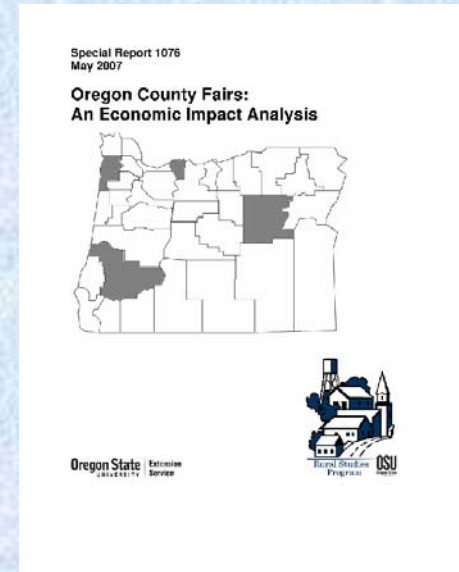 Special Report 1076
May 2007
Oregon County Fairs:
An Economic Impact Analysis
Oregon State
UNIVERSITY
Extension
Service
Rural Studies
Program
OSU